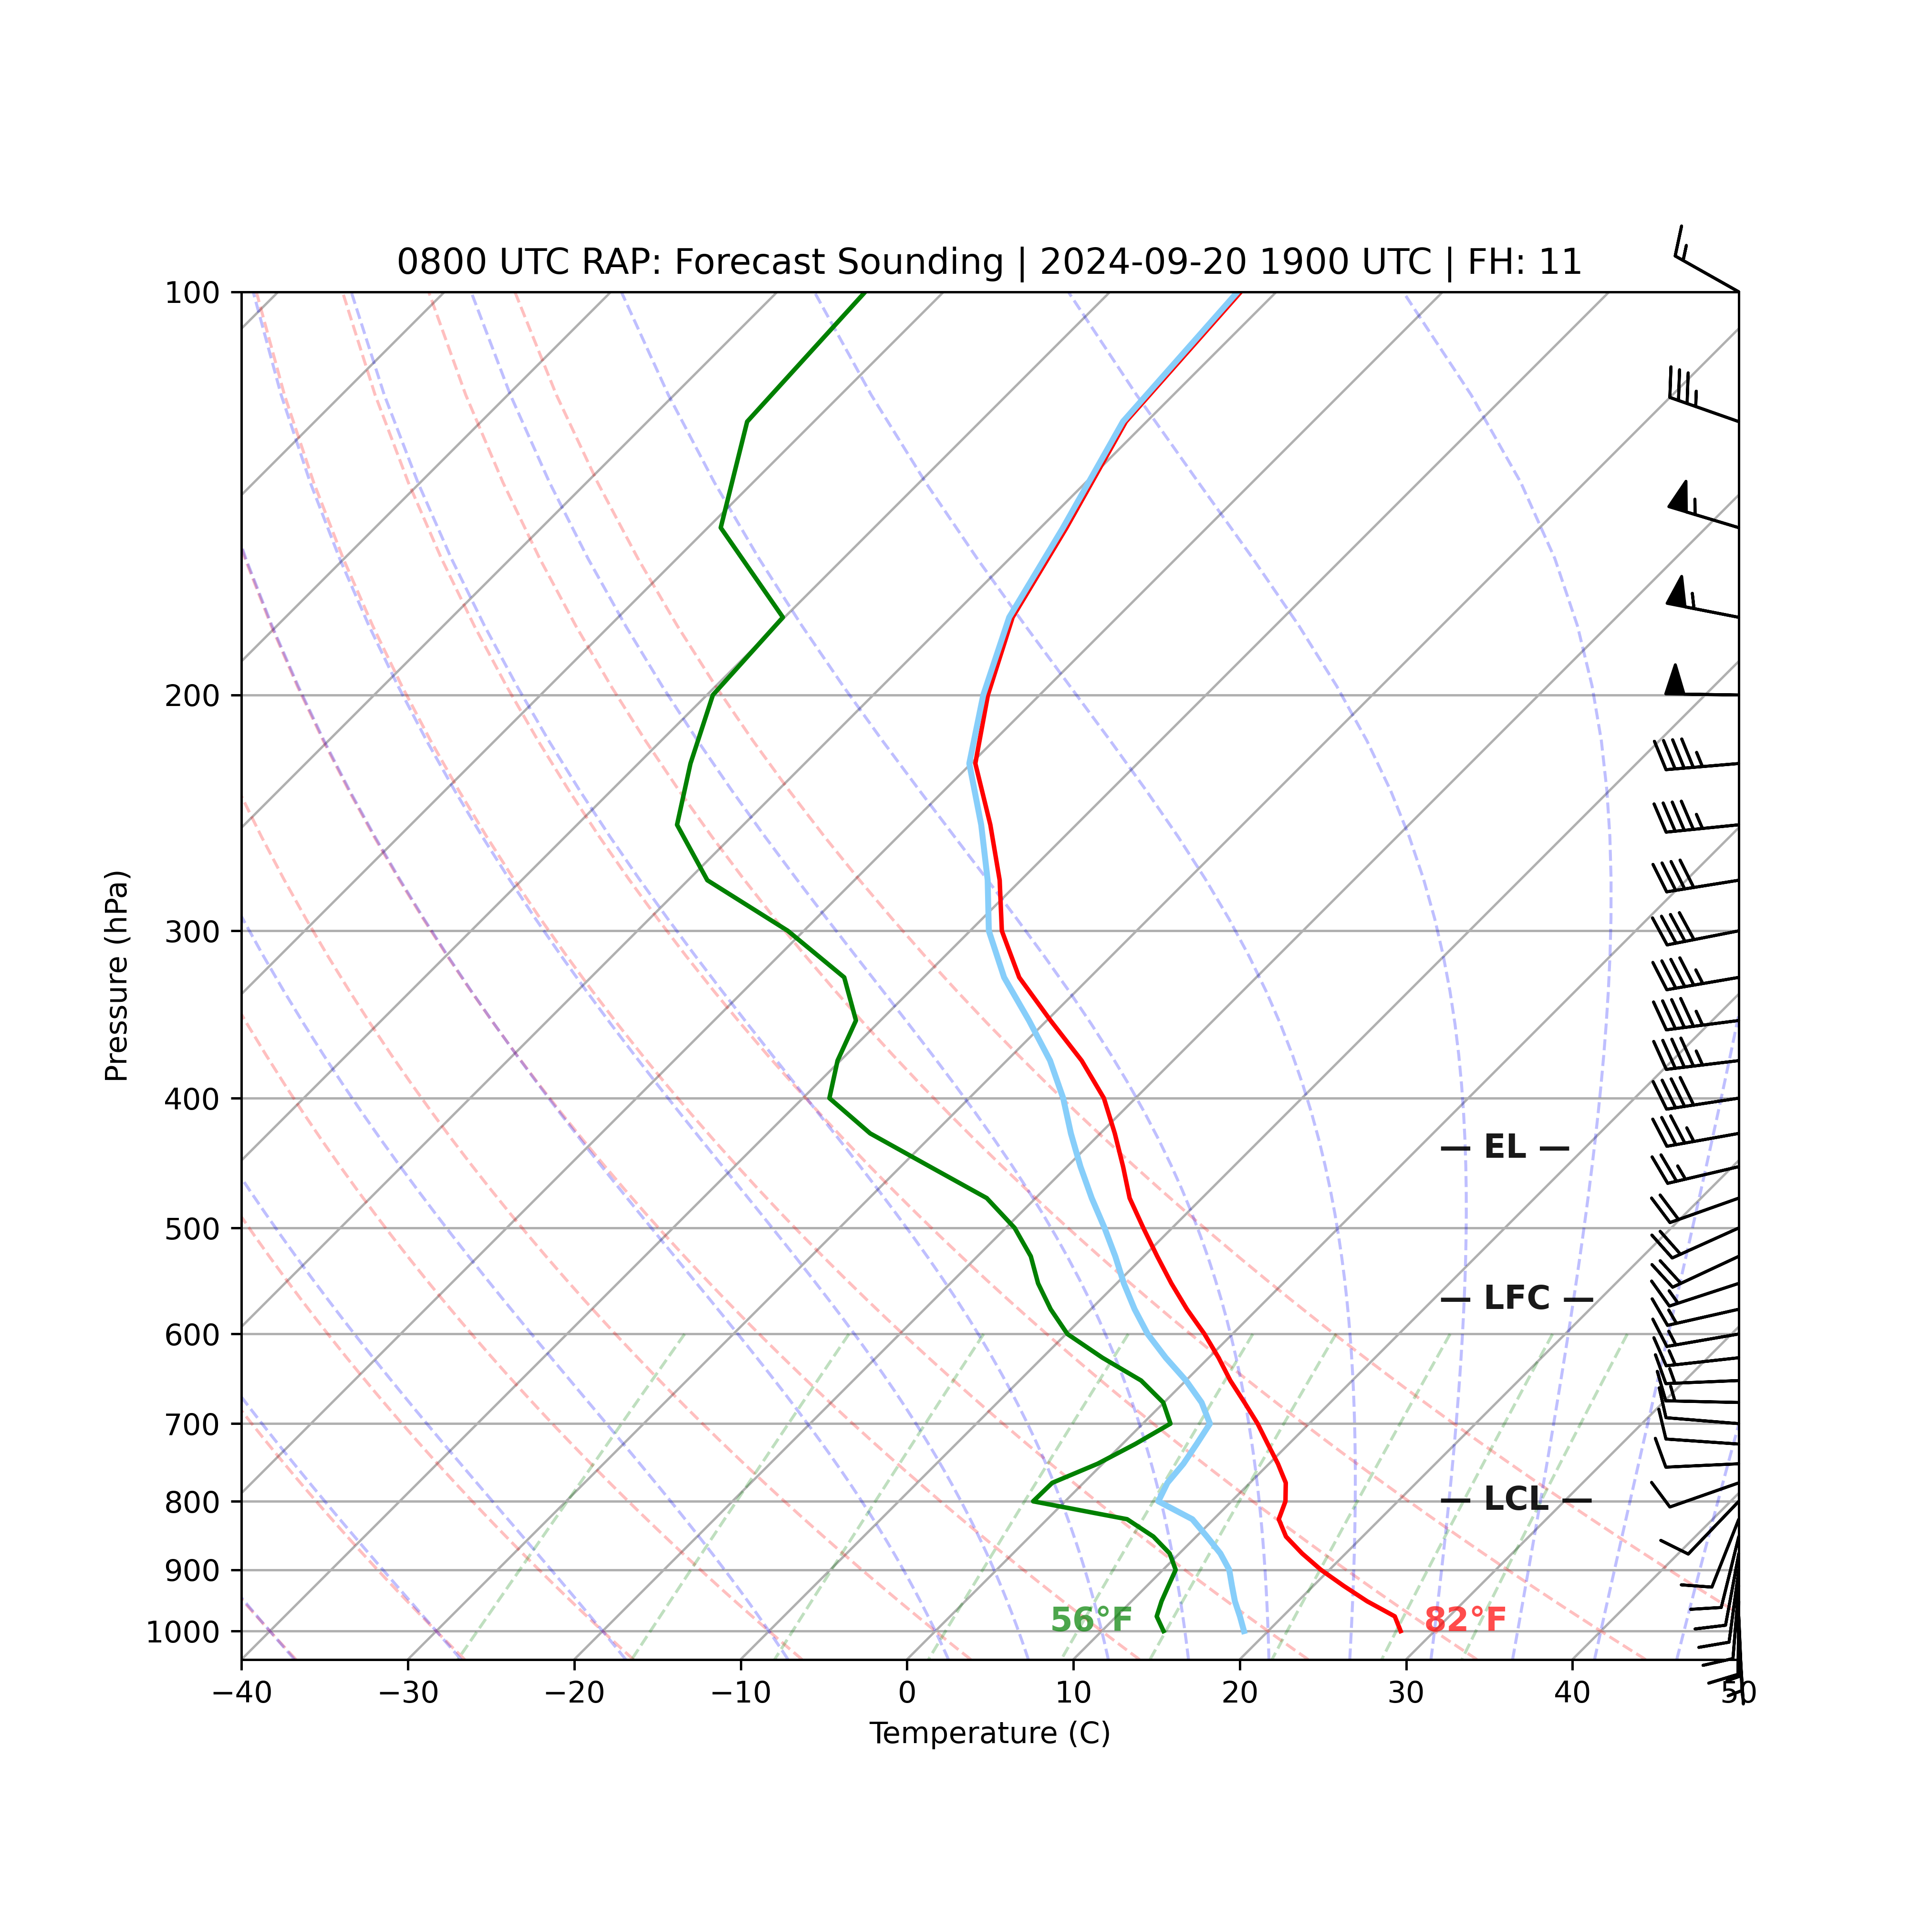 0800 UTC RAP: Forecast Sounding | 2024-09-20 1900 UTC | FH: 11
100
200
300
400
500
600
700
800
900
1000
Pressure (hPa)
— EL —
— LFC —
— LCL —
56°F
82°F
−40 −30 −20 −10 0 10 20 30 40 50
Temperature (C)